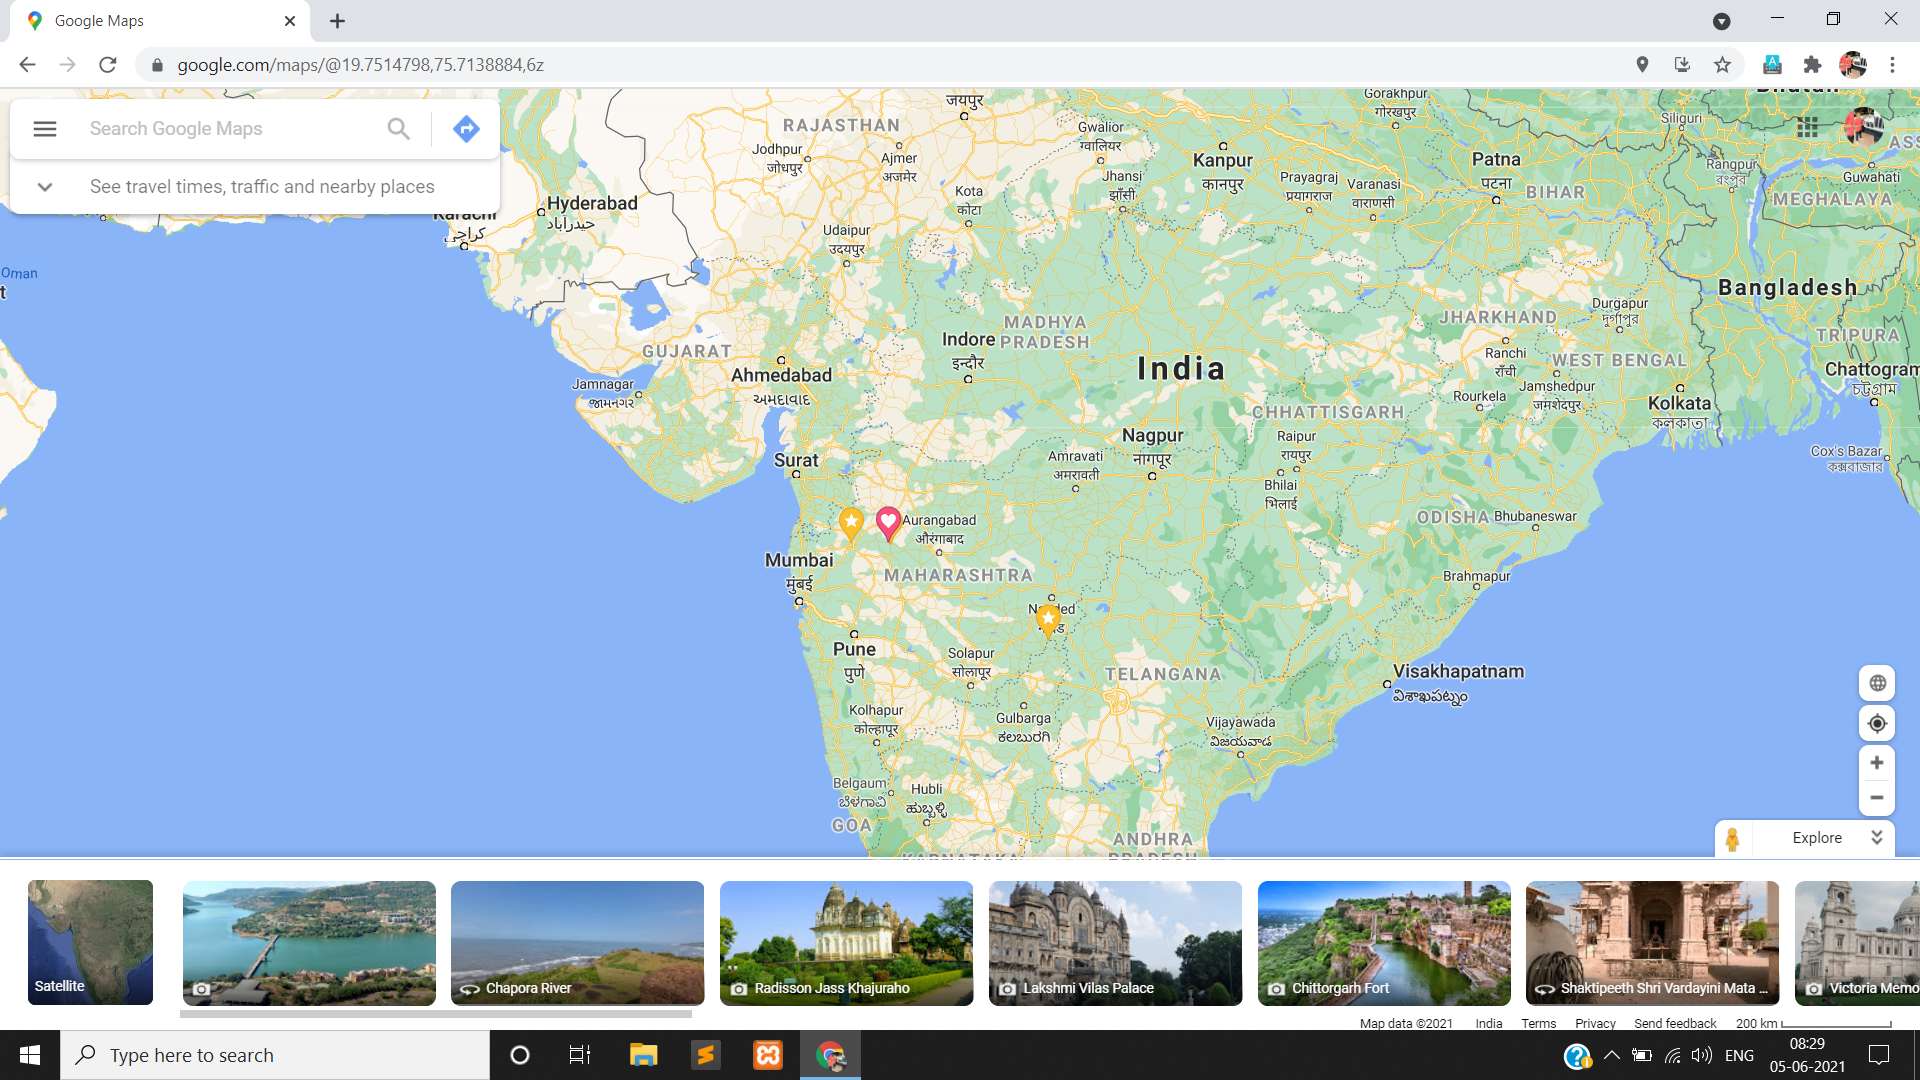 Google Maps
google.com/maps/@19.7514798,75.7138884,6z
Search Google Maps
See travel times, traffic and nearby places
Karachi
کراچی
Hyderabad
حیدرآباد
Oman
t
RAJASTHAN
जयपुर
Jodhpur
जोधपुर
Ajmer
अजमेर
Gwalior
ग्वालियर
Kota
कोटा
Jhansi
झाँसी
Udaipur
उदयपुर
Kanpur
कानपुर
Gorakhpur
गोरखपुर
Prayagraj
प्रयागराज
Varanasi
वाराणसी
Patna
पटना
BIHAR
Siliguri
Bhutan
Rangpur
রংপুর
Guwahati
ASS
MEGHALAYA
Bangladesh
TRIPURA
Chattogram
চট্টগ্রাম
Cox's Bazar
কক্সবাজার
Durgapur
দুর্গাপুর
JHARKHAND
Ranchi
राँची
WEST BENGAL
Jamshedpur
जमशेदपुर
Rourkela
Kolkata
কলকাতা
GUJARAT
Jamnagar
જામનગર
Ahmedabad
અમદાવાદ
Indore
इन्दौर
MADHYA
PRADESH
India
CHHATTISGARH
Raipur
रायपुर
Bhilai
भिलाई
Nagpur
नागपूर
Amravati
अमरावती
Surat
Aurangabad
औरंगाबाद
Mumbai
मुंबई
MAHARASHTRA
ODISHA
Bhubaneswar
Brahmapur
Pune
पुणे
Solapur
सोलापूर
TELANGANA
Visakhapatnam
విశాఖపట్నం
Kolhapur
कोल्हापूर
Gulbarga
ಕಲಬುರಗಿ
Vijayawada
విజయవాడ
Belgaum
ಬೆಳಗಾವಿ
Hubli
ಹುಬ್ಬಳ್ಳಿ
GOA
KARNATAKA
ANDHRA
PRADESH
Explore
Satellite
Chapora River
Radisson Jass Khajuraho
Lakshmi Vilas Palace
Chittorgarh Fort
Shaktipeeth Shri Vardayini Mata ...
Victoria Memo
Map data ©2021 India Terms Privacy Send feedback 200 km
Type here to search
ENG
08:29
05-06-2021